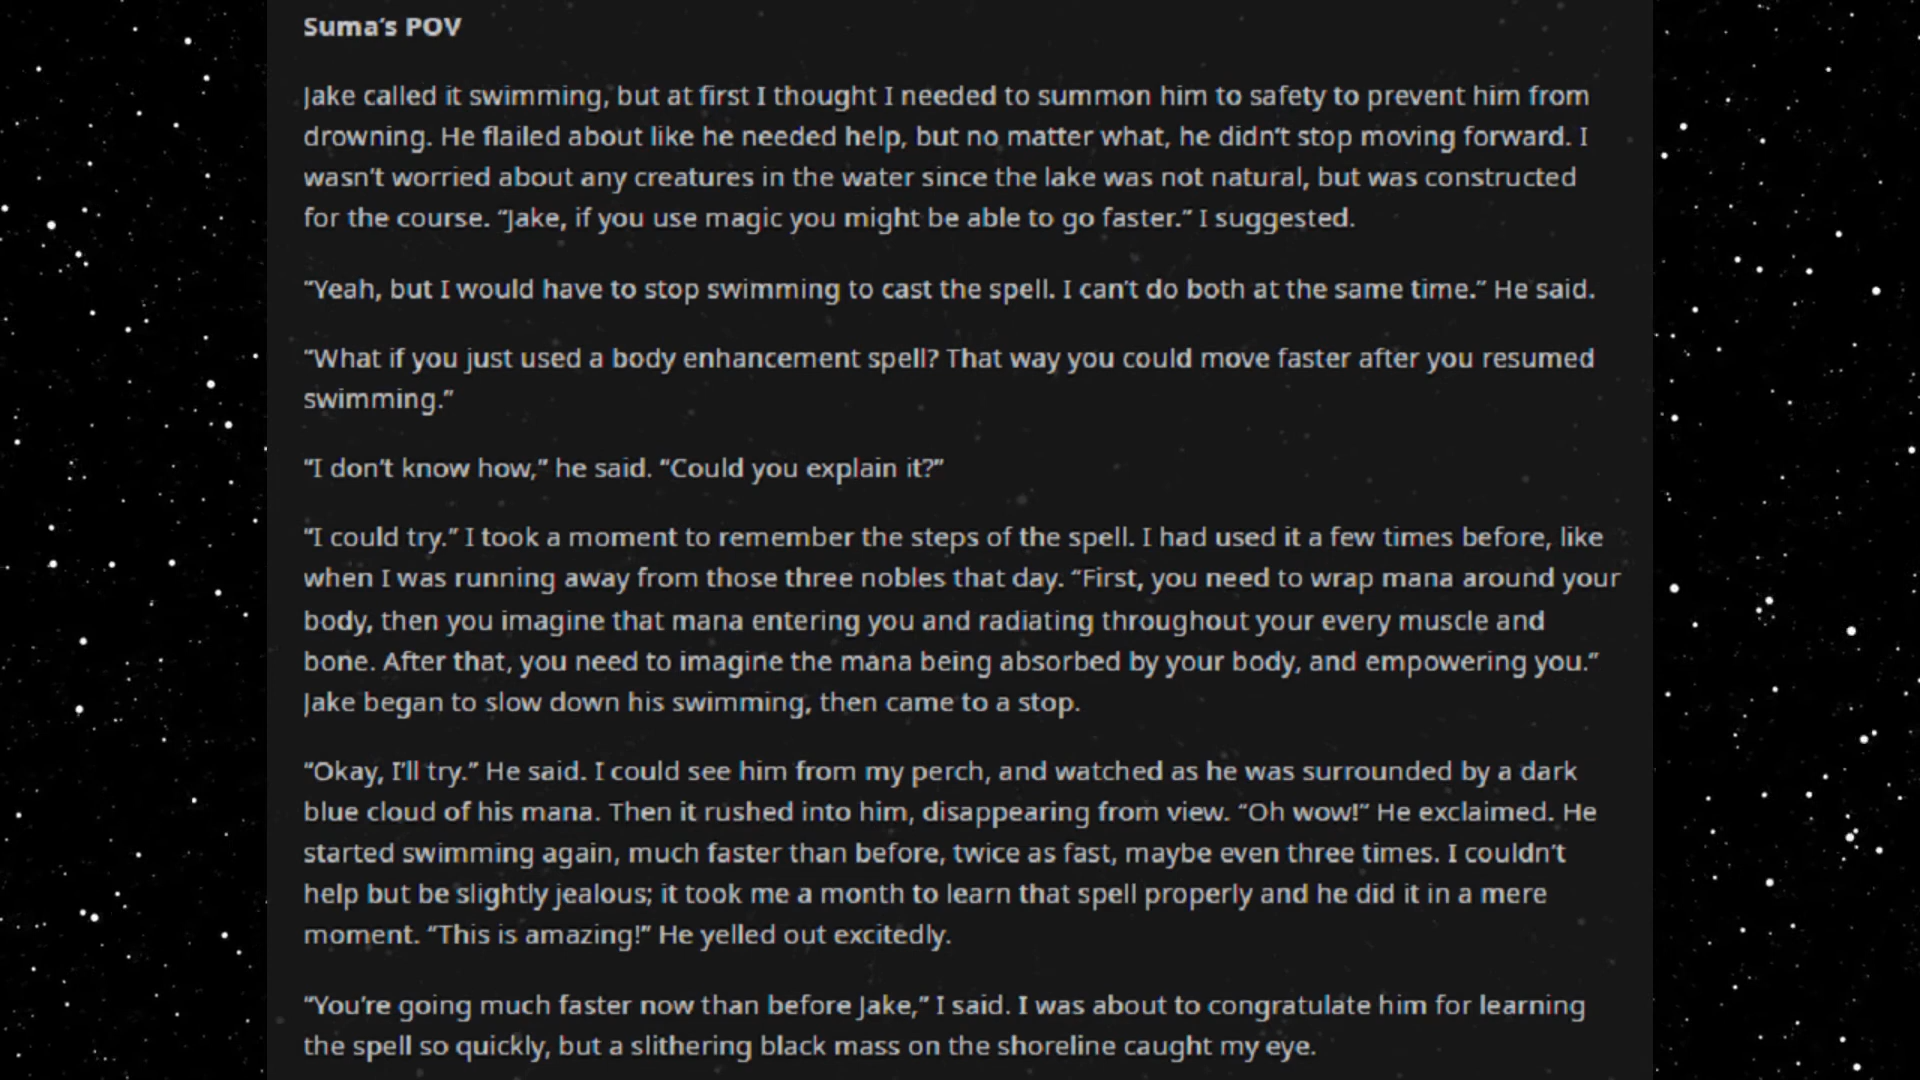 Suma’s POV
Jake called it swimming, but at first I thought I needed to summon him to safety to prevent him from
drowning. He flailed about like he needed help, but no matter what, he didn’t stop moving forward. I
wasn’t worried about any creatures in the water since the lake was not natural, but was constructed
for the course. “Jake, if you use magic you might be able to go faster.” I suggested.
“Yeah, but I would have to stop swimming to cast the spell. I can’t do both at the same time.” He said.
“What if you just used a body enhancement spell? That way you could move faster after you resumed
swimming.”
“I don’t know how,” he said. “Could you explain it?”
“I could try.” I took a moment to remember the steps of the spell. I had used it a few times before, like
when I was running away from those three nobles that day. “First, you need to wrap mana around your
body, then you imagine that mana entering you and radiating throughout your every muscle and
bone. After that, you need to imagine the mana being absorbed by your body, and empowering you.”
Jake began to slow down his swimming, then came to a stop.
“Okay, I’ll try.” He said. I could see him from my perch, and watched as he was surrounded by a dark
blue cloud of his mana. Then it rushed into him, disappearing from view. “Oh wow!” He exclaimed. He
started swimming again, much faster than before, twice as fast, maybe even three times. I couldn’t
help but be slightly jealous; it took me a month to learn that spell properly and he did it in a mere
moment. “This is amazing!” He yelled out excitedly.
“You’re going much faster now than before Jake,” I said. I was about to congratulate him for learning
the spell so quickly, but a slithering black mass on the shoreline caught my eye.